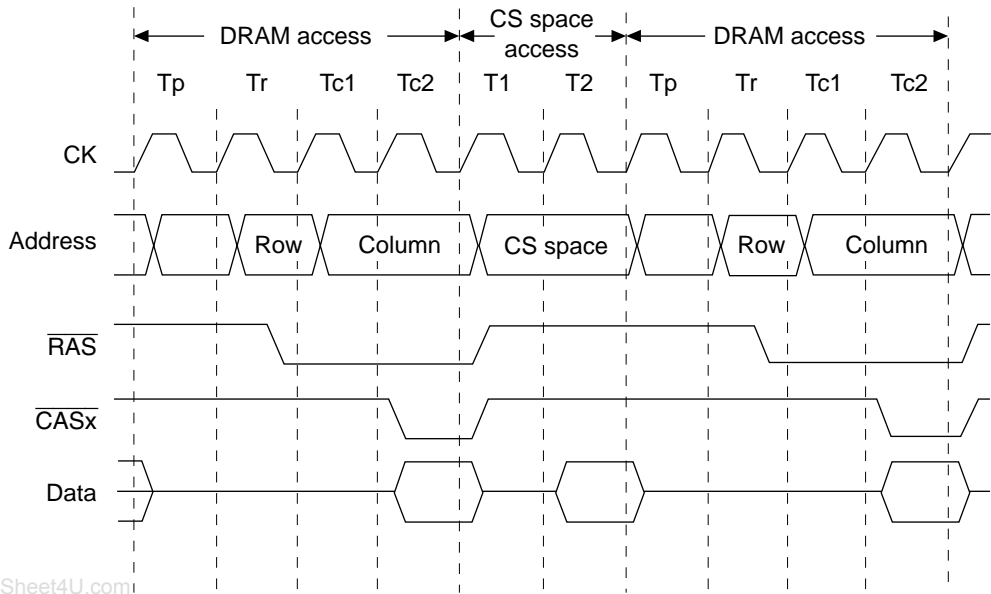 DRAM access CS space access DRAM access
Tp Tr Tc1 Tc2 T1 T2 Tp Tr Tc1 Tc2
CK
Address Row Column CS space Row Column
RAS
CASx
Data
Sheet4U.com